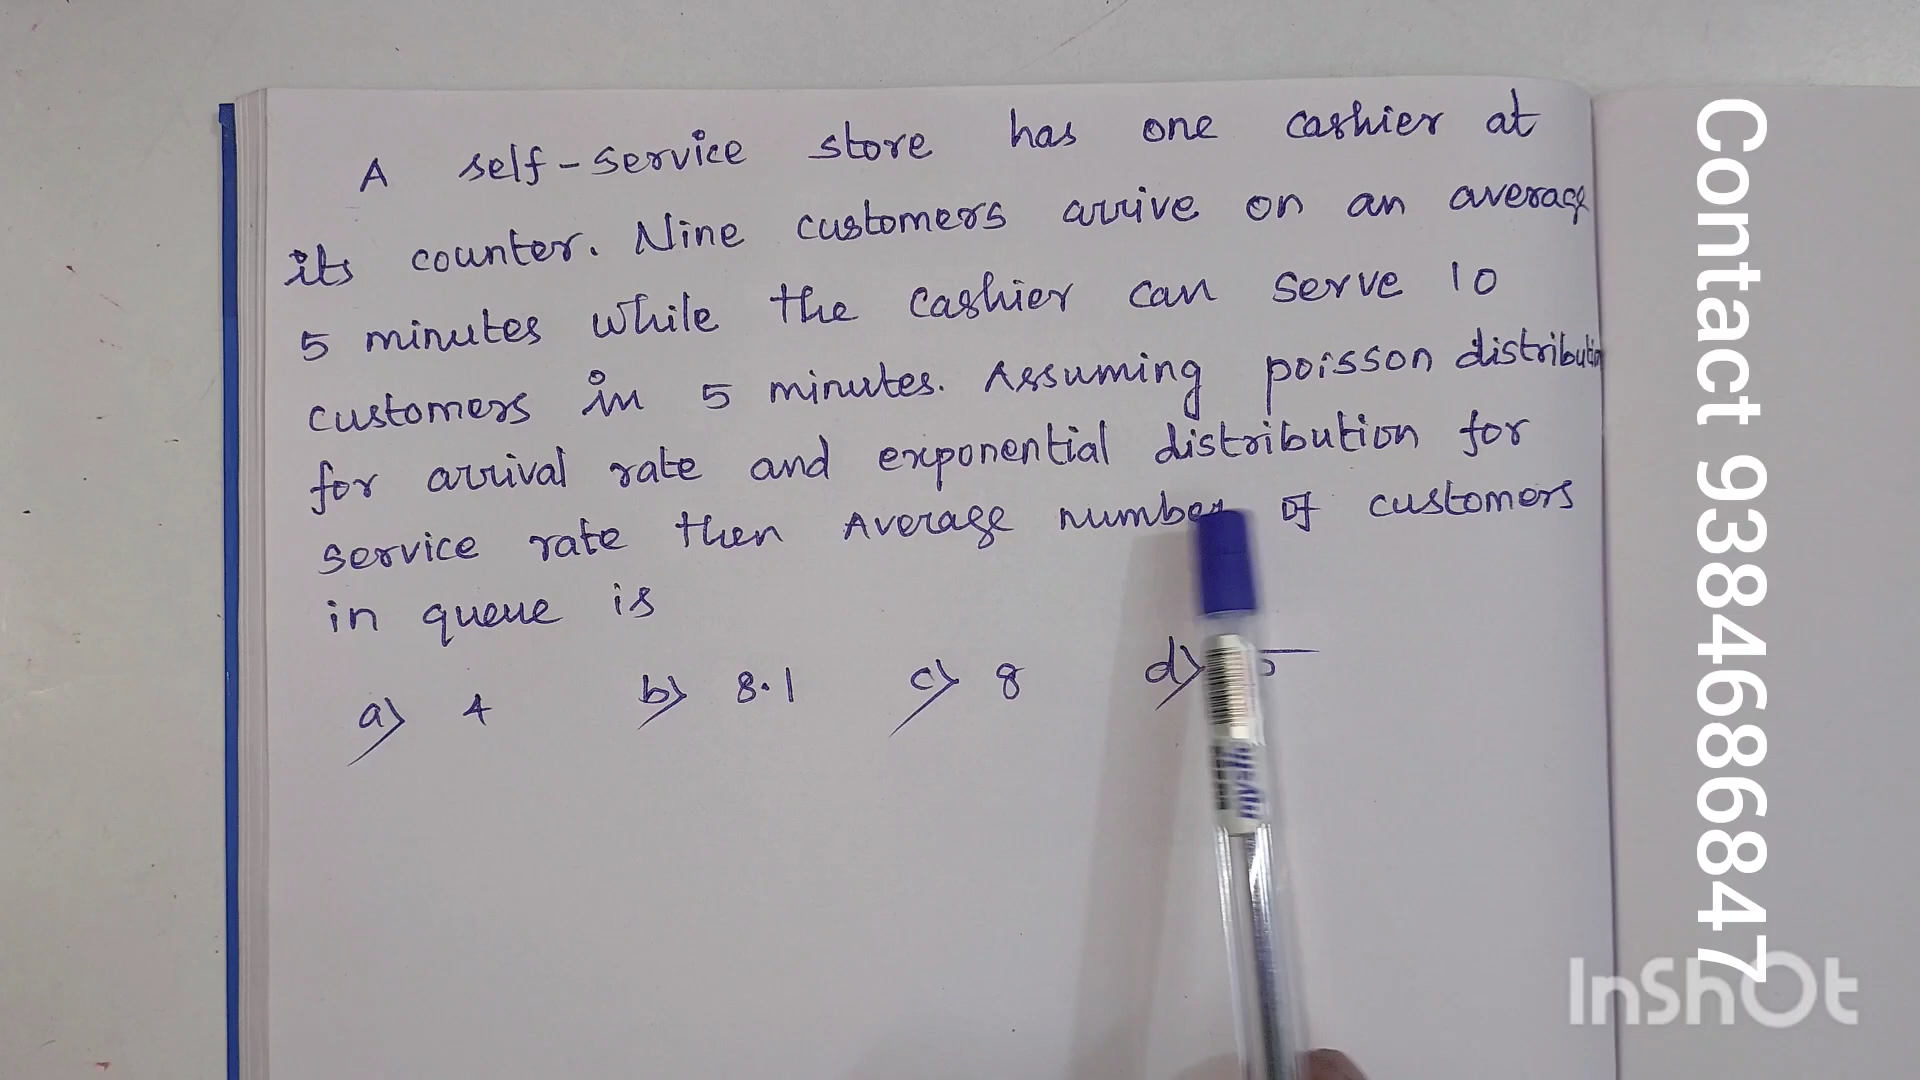 A self-service store has one cashier at
its counter. Nine customers arrive on an average
5 minutes while the cashier can serve 10
customers in 5 minutes. Assuming poisson
for arrival rate and exponential distribution for
service rate then Average number of customers
in queue is
a) 4 b) 8.1 c) 8 d)
Contact 9384686847
InShOt